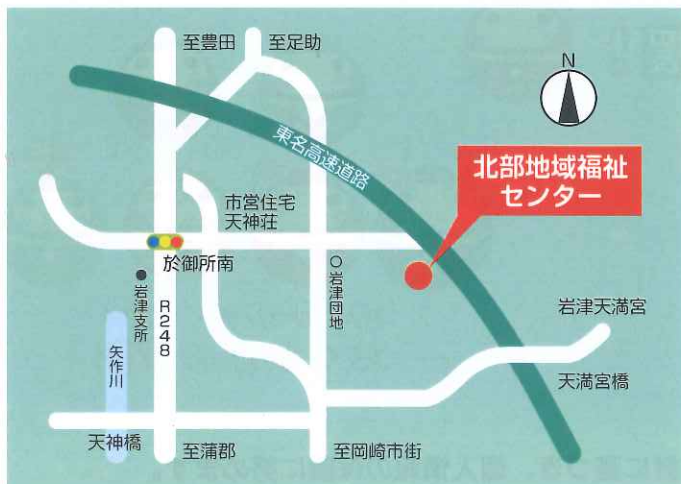 至豊田
至足助
N
東名高速道路
北部地域福祉
センター
市営住宅
天神荘
於御所南
岩津支所
R248
岩津団地
岩津天満宮
矢作川
天満宮橋
天神橋
至蒲郡
至岡崎市街